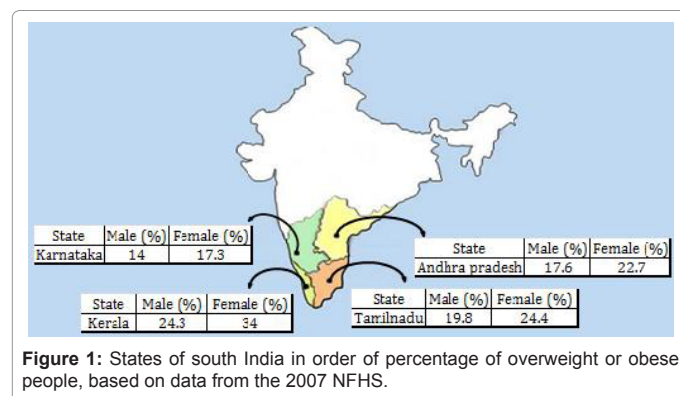 State Male (%) Female (%)
Karnataka 14 17.3
State Male (%) Female (%)
Andhra pradesh 17.6 22.7
State Male (%) Female (%)
Kerala 24.3 34
State Male (%) Female (%)
Tamilnadu 19.8 24.4
Figure 1: States of south India in order of percentage of overweight or obese
people, based on data from the 2007 NFHS.